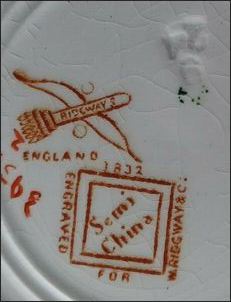 RIDGWAYS
ENGLAND
1832
ENGRAVED
Semi
China
FOR
W. RIDGWAY & Co.